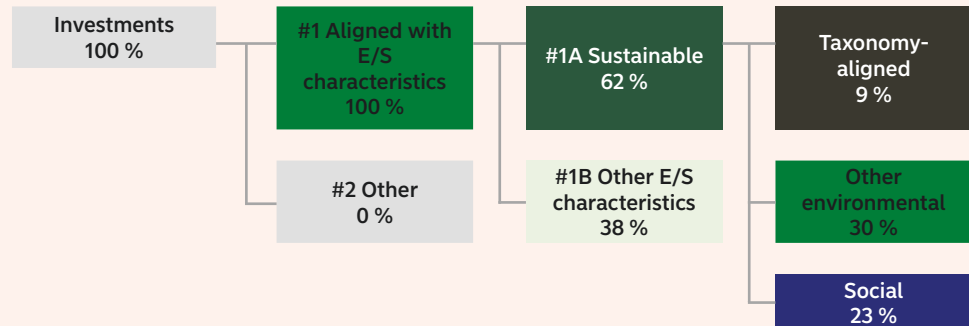 Investments
100 %
#1 Aligned with
E/S
characteristics
100 %
#1A Sustainable
62 %
Taxonomy-
aligned
9 %
#2 Other
0 %
#1B Other E/S
characteristics
38 %
Other
environmental
30 %
Social
23 %